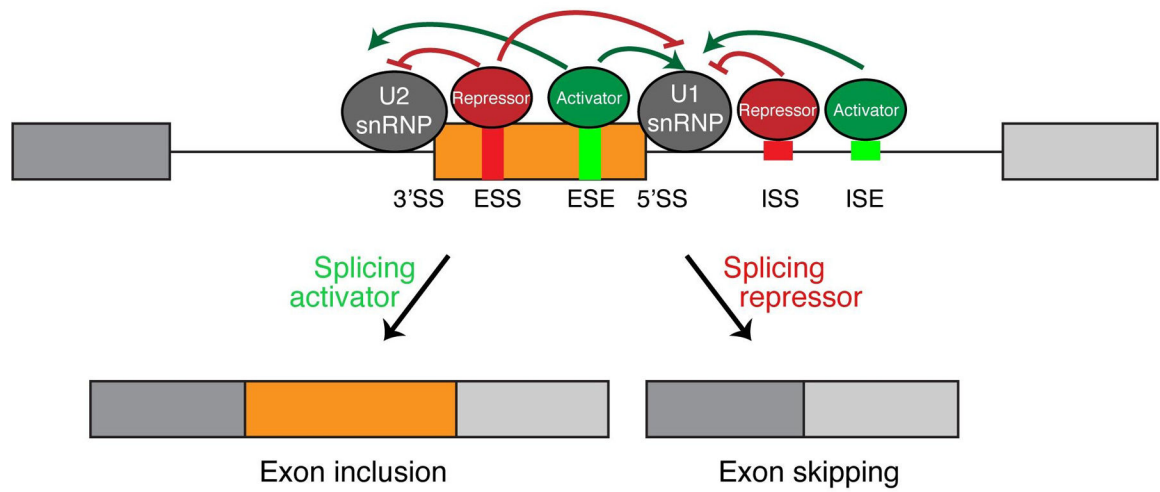 U2
snRNP
Repressor
Activator
U1
snRNP
Repressor
Activator
3'SS
ESS
ESE
5'SS
ISS
ISE
Splicing
activator
Splicing
repressor
Exon inclusion
Exon skipping